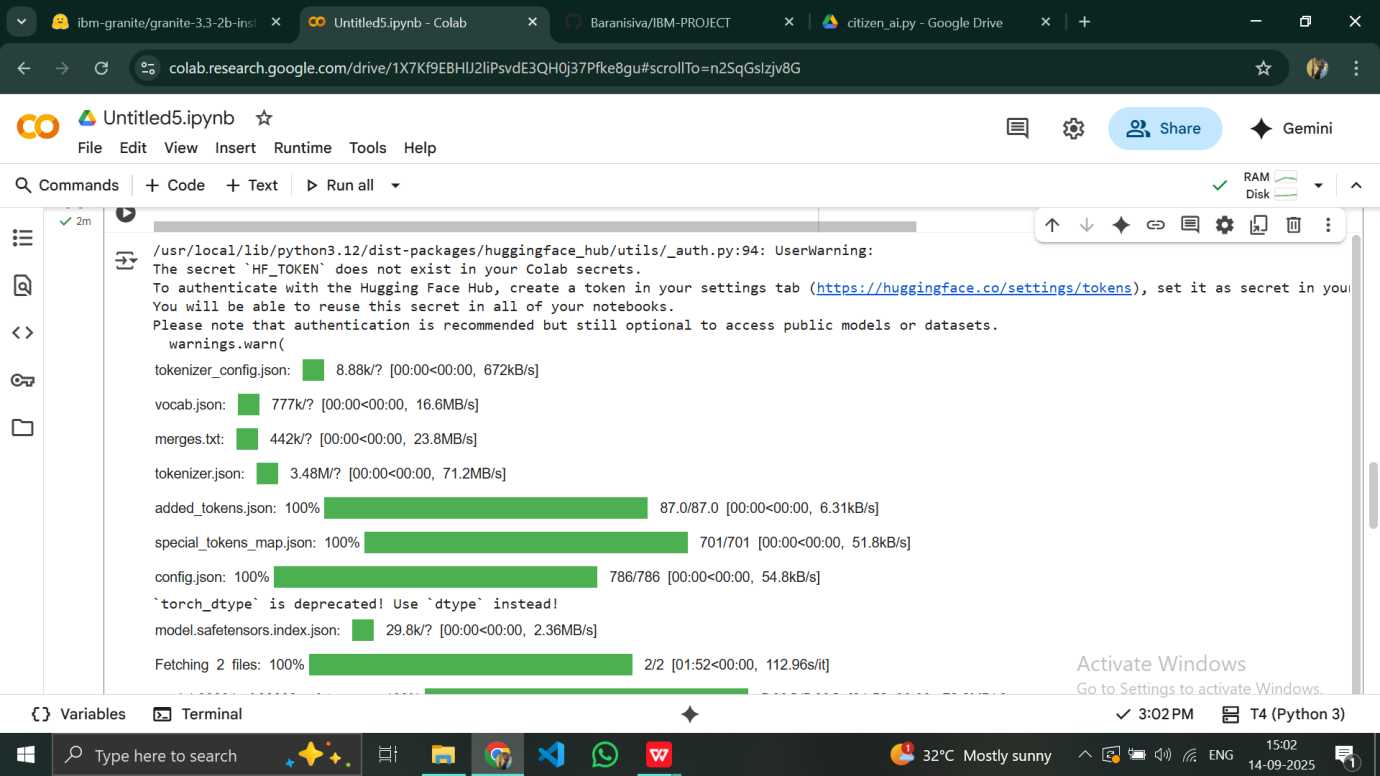 ibm-granite/granite-3.3-2b-inst
Untitled5.ipynb - Colab
Baranisiva/IBM-PROJECT
citizen_ai.py - Google Drive
colab.research.google.com/drive/1X7Kf9EBHlJ2liPsvdE3QH0j37Pfke8gu#scrollTo=n2SqGsIzjv8G
CO
Untitled5.ipynb
Share
Gemini
File Edit View Insert Runtime Tools Help
Commands + Code + Text Run all
RAM
Disk
2m
/usr/local/lib/python3.12/dist-packages/huggingface_hub/utils/_auth.py:94: UserWarning:
The secret `HF_TOKEN` does not exist in your Colab secrets.
To authenticate with the Hugging Face Hub, create a token in your settings tab (https://huggingface.co/settings/tokens), set it as secret in your
You will be able to reuse this secret in all of your notebooks.
Please note that authentication is recommended but still optional to access public models or datasets.
warnings.warn(
tokenizer_config.json: 8.88k/? [00:00<00:00, 672kB/s]
vocab.json: 777k/? [00:00<00:00, 16.6MB/s]
merges.txt: 442k/? [00:00<00:00, 23.8MB/s]
tokenizer.json: 3.48M/? [00:00<00:00, 71.2MB/s]
added_tokens.json: 100% 87.0/87.0 [00:00<00:00, 6.31kB/s]
special_tokens_map.json: 100% 701/701 [00:00<00:00, 51.8kB/s]
config.json: 100% 786/786 [00:00<00:00, 54.8kB/s]
`torch_dtype` is deprecated! Use `dtype` instead!
model.safetensors.index.json: 29.8k/? [00:00<00:00, 2.36MB/s]
Fetching 2 files: 100% 2/2 [01:52<00:00, 112.96s/it]
Activate Windows
Go to Settings to activate Windows.
Variables Terminal
3:02 PM T4 (Python 3)
Type here to search
1
32°C Mostly sunny
ENG
15:02
14-09-2025
1